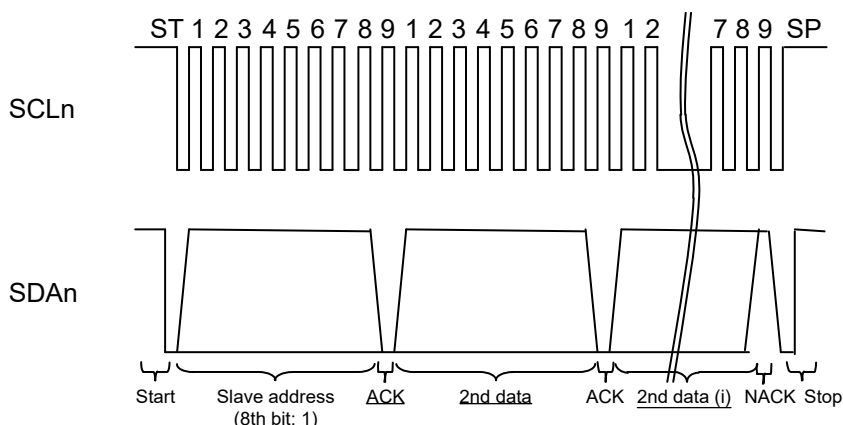 ST 1 2 3 4 5 6 7 8 9 1 2 3 4 5 6 7 8 9 1 2 7 8 9 SP
SCLn
SDAn
Start Slave address ACK 2nd data ACK 2nd data (i) NACK Stop
(8th bit: 1)